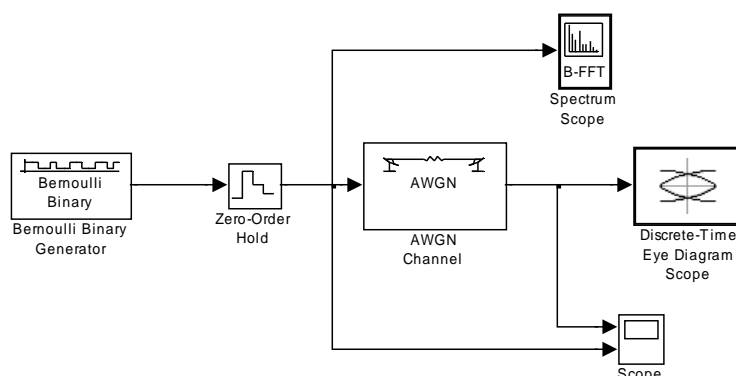 B-FFT
Spectrum
Scope
Bernoulli
Binary
Bernoulli Binary
Generator
Zero-Order
Hold
AWGN
AWGN
Channel
Discrete-Time
Eye Diagram
Scope
Scope